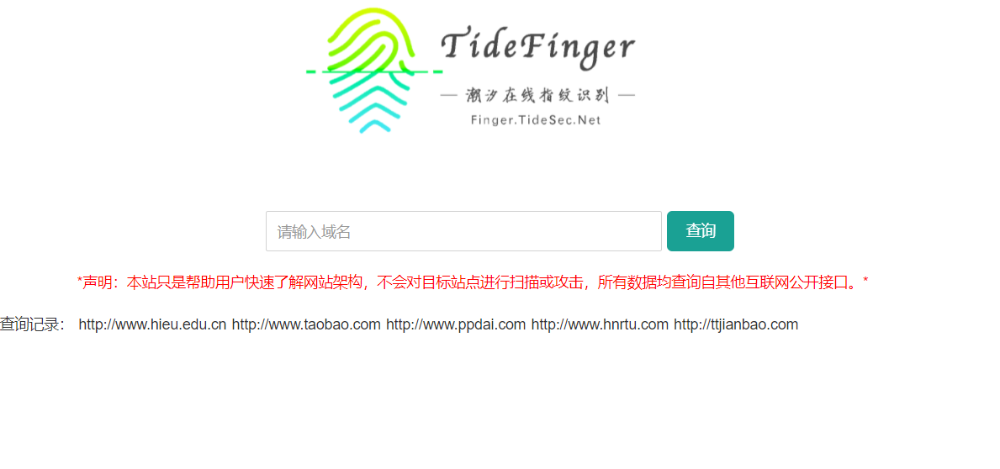 TideFinger
— 潮汐在线指纹识别 —
Finger.TideSec.Net
请输入域名 查询
*声明：本站只是帮助用户快速了解网站架构，不会对目标站点进行扫描或攻击，所有数据均查询自其他互联网公开接口。*
查询记录： http://www.hieu.edu.cn http://www.taobao.com http://www.ppdai.com http://www.hnrtu.com http://ttjianbao.com